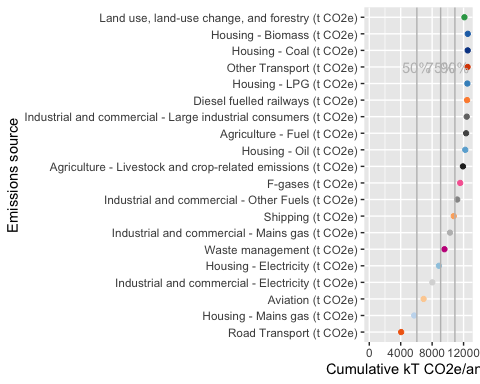 Land use, land-use change, and forestry (t CO2e)
Housing - Biomass (t CO2e)
Housing - Coal (t CO2e)
Other Transport (t CO2e)
50% 75% 90%
Housing - LPG (t CO2e)
Diesel fuelled railways (t CO2e)
Industrial and commercial - Large industrial consumers (t CO2e)
Agriculture - Fuel (t CO2e)
Housing - Oil (t CO2e)
Agriculture - Livestock and crop-related emissions (t CO2e)
F-gases (t CO2e)
Industrial and commercial - Other Fuels (t CO2e)
Shipping (t CO2e)
Industrial and commercial - Mains gas (t CO2e)
Waste management (t CO2e)
Housing - Electricity (t CO2e)
Industrial and commercial - Electricity (t CO2e)
Aviation (t CO2e)
Housing - Mains gas (t CO2e)
Road Transport (t CO2e)
Emissions source
0 4000 8000 12000
Cumulative kT CO2e/an